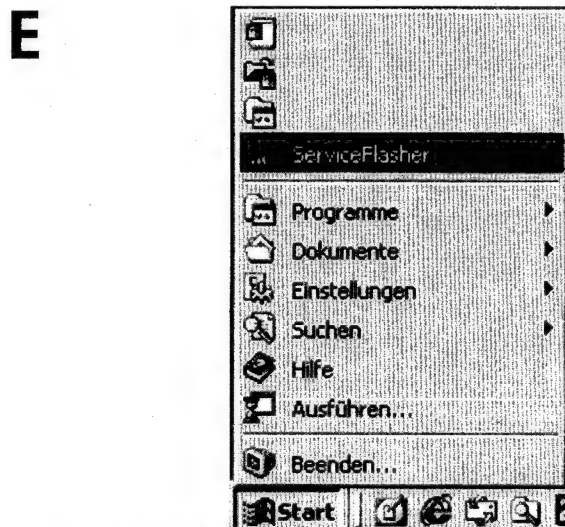 E
ServiceFlasher
Programme
Dokumente
Einstellungen
Suchen
Hilfe
Ausführen...
Beenden...
Start